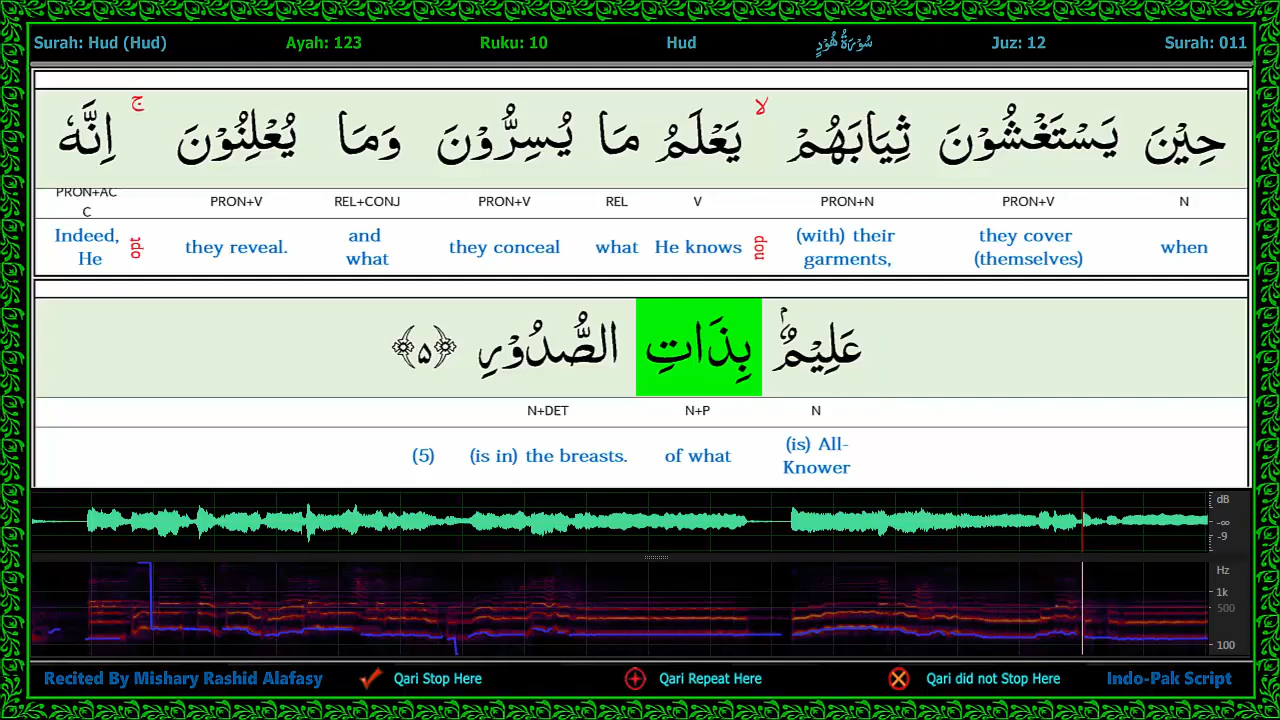 Surah: Hud (Hud) Ayah: 123 Ruku: 10 Hud سُوْرَةُ هُوْدٍ Juz: 12 Surah: 011
حِيْنَ يَسْتَغْشُوْنَ ثِيَابَهُمْ ۙ يَعْلَمُ مَا يُسِرُّوْنَ وَمَا يُعْلِنُوْنَ ۚ اِنَّهٗ
PRON+AC PRON+V REL+CONJ PRON+V REL V PRON+N PRON+V N
C
Indeed, He opt they reveal. and what they conceal what He knows nop (with) their garments, they cover (themselves) when
عَلِيْمٌۢ بِذَاتِ الصُّدُوْرِ ﴿۵﴾
N+DET N+P N
(5) (is in) the breasts. of what (is) All-Knower
dB
-∞
-9
Hz
1k
500
100
Recited By Mishary Rashid Alafasy Qari Stop Here Qari Repeat Here Qari did not Stop Here Indo-Pak Script